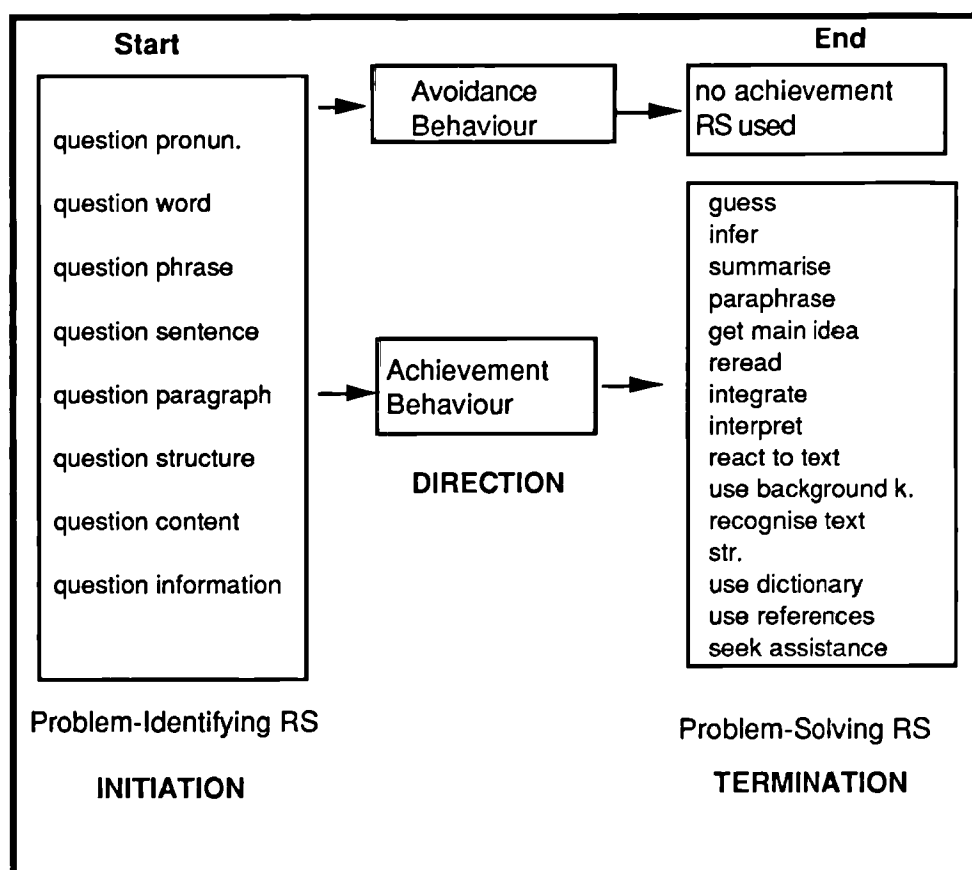 Start
question pronun.
question word
question phrase
question sentence
question paragraph
question structure
question content
question information
Problem-Identifying RS
INITIATION
Avoidance
Behaviour
Achievement
Behaviour
DIRECTION
End
no achievement
RS used
guess
infer
summarise
paraphrase
get main idea
reread
integrate
interpret
react to text
use background k.
recognise text
str.
use dictionary
use references
seek assistance
Problem-Solving RS
TERMINATION